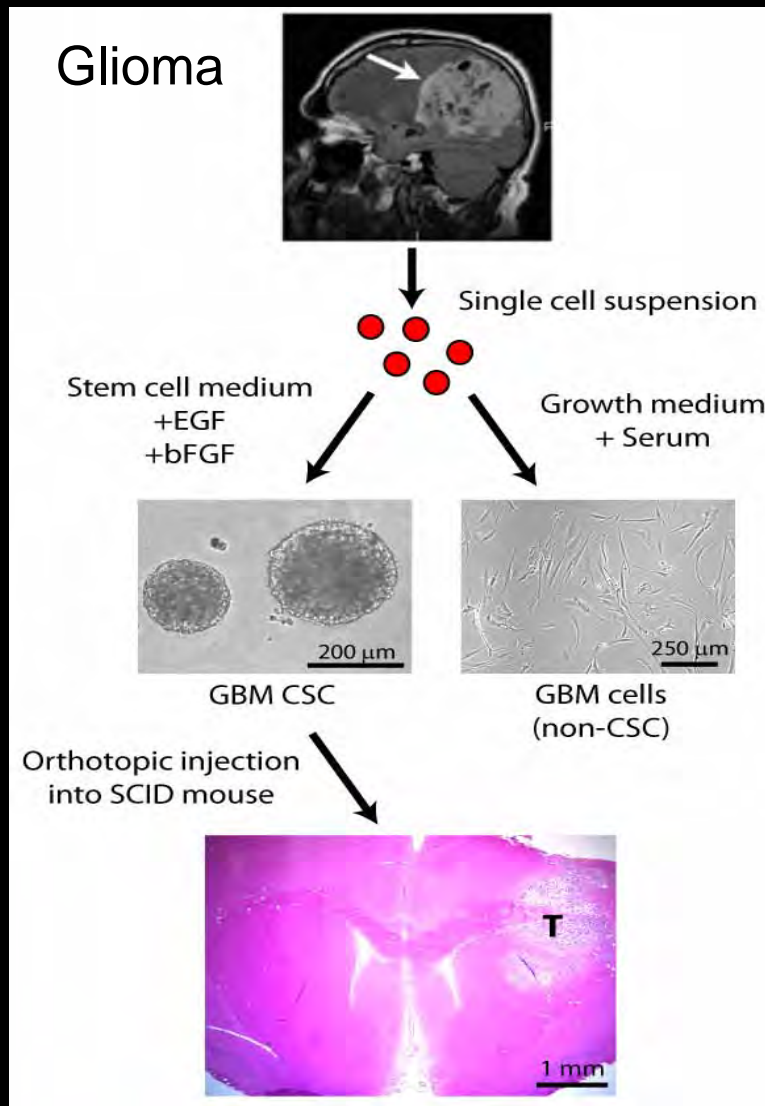 Glioma
Single cell suspension
Stem cell medium
+EGF
+bFGF
Growth medium
+ Serum
200 μm
250 μm
GBM CSC
GBM cells
(non-CSC)
Orthotopic injection
into SCID mouse
T
1 mm